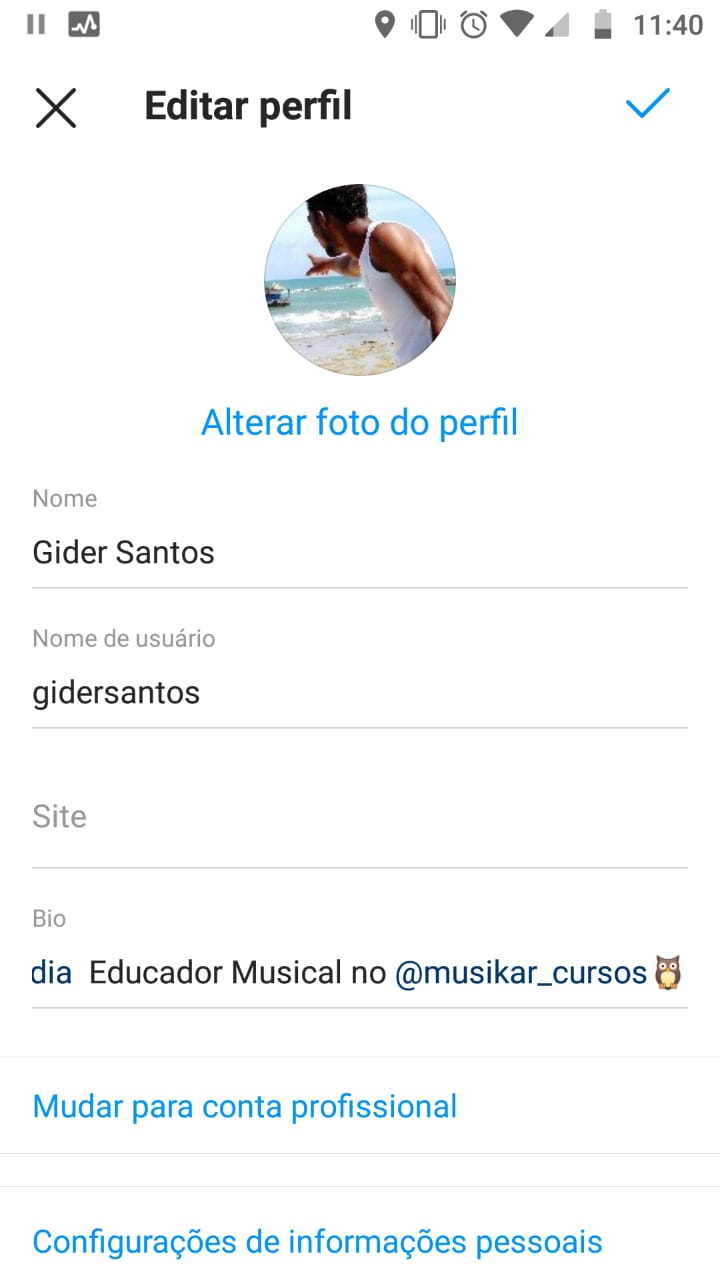 11:40
Editar perfil
Alterar foto do perfil
Nome
Gider Santos
Nome de usuário
gidersantos
Site
Bio
dia Educador Musical no @musikar_cursos🦉
Mudar para conta profissional
Configurações de informações pessoais